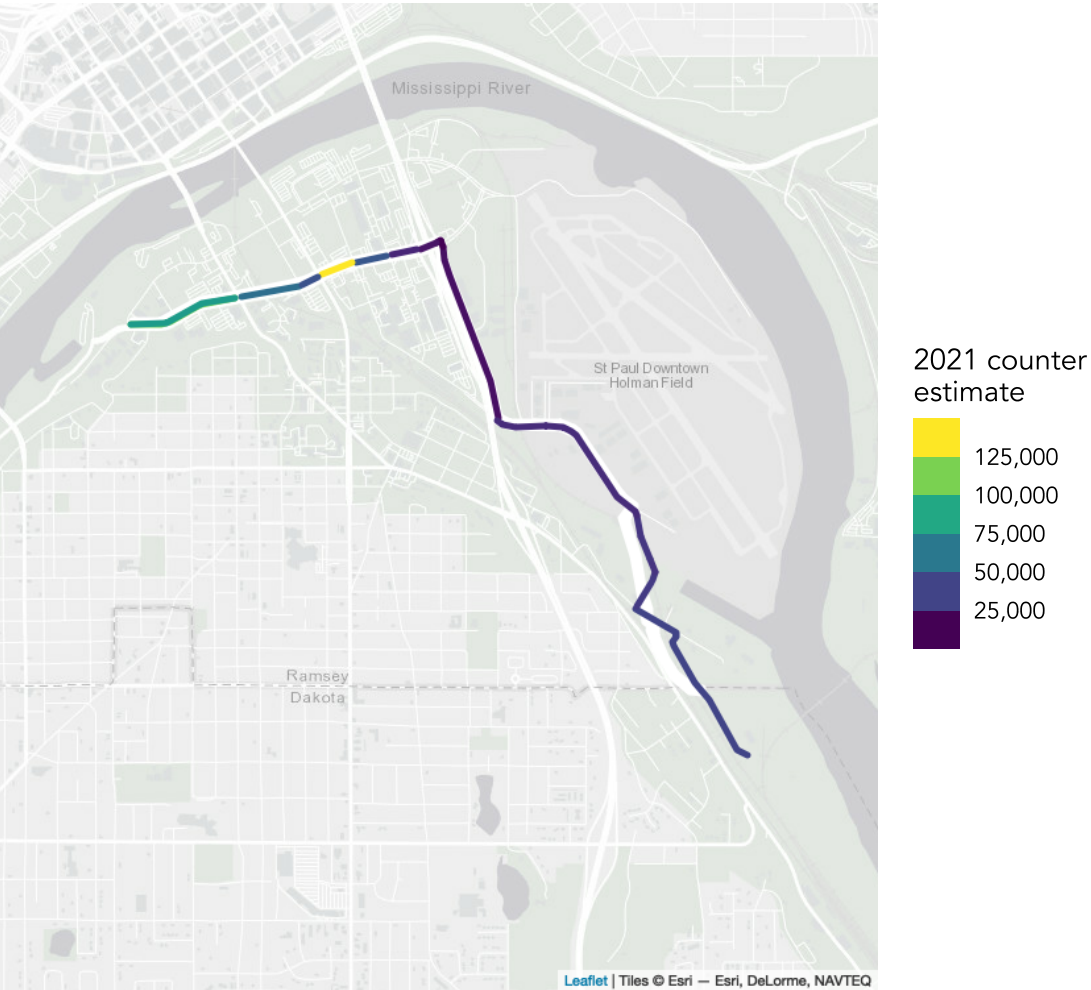 Mississippi River
St Paul Downtown
Holman Field
Ramsey
Dakota
2021 counter
estimate
125,000
100,000
75,000
50,000
25,000
Leaflet | Tiles © Esri — Esri, DeLorme, NAVTEQ